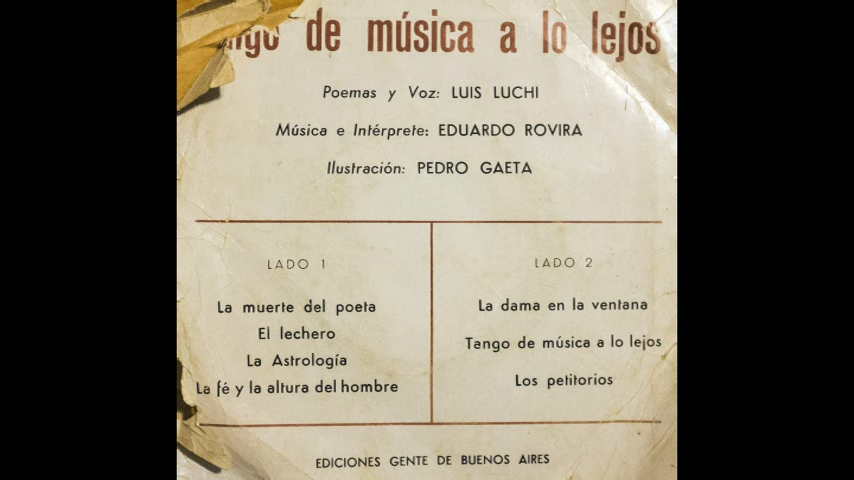 de música a lo lejos
Poemas y Voz: LUIS LUCHI
Música e Intérprete: EDUARDO ROVIRA
Ilustración: PEDRO GAETA
LADO 1
La muerte del poeta
El lechero
La Astrología
La fé y la altura del hombre
LADO 2
La dama en la ventana
Tango de música a lo lejos
Los petitorios
EDICIONES GENTE DE BUENOS AIRES